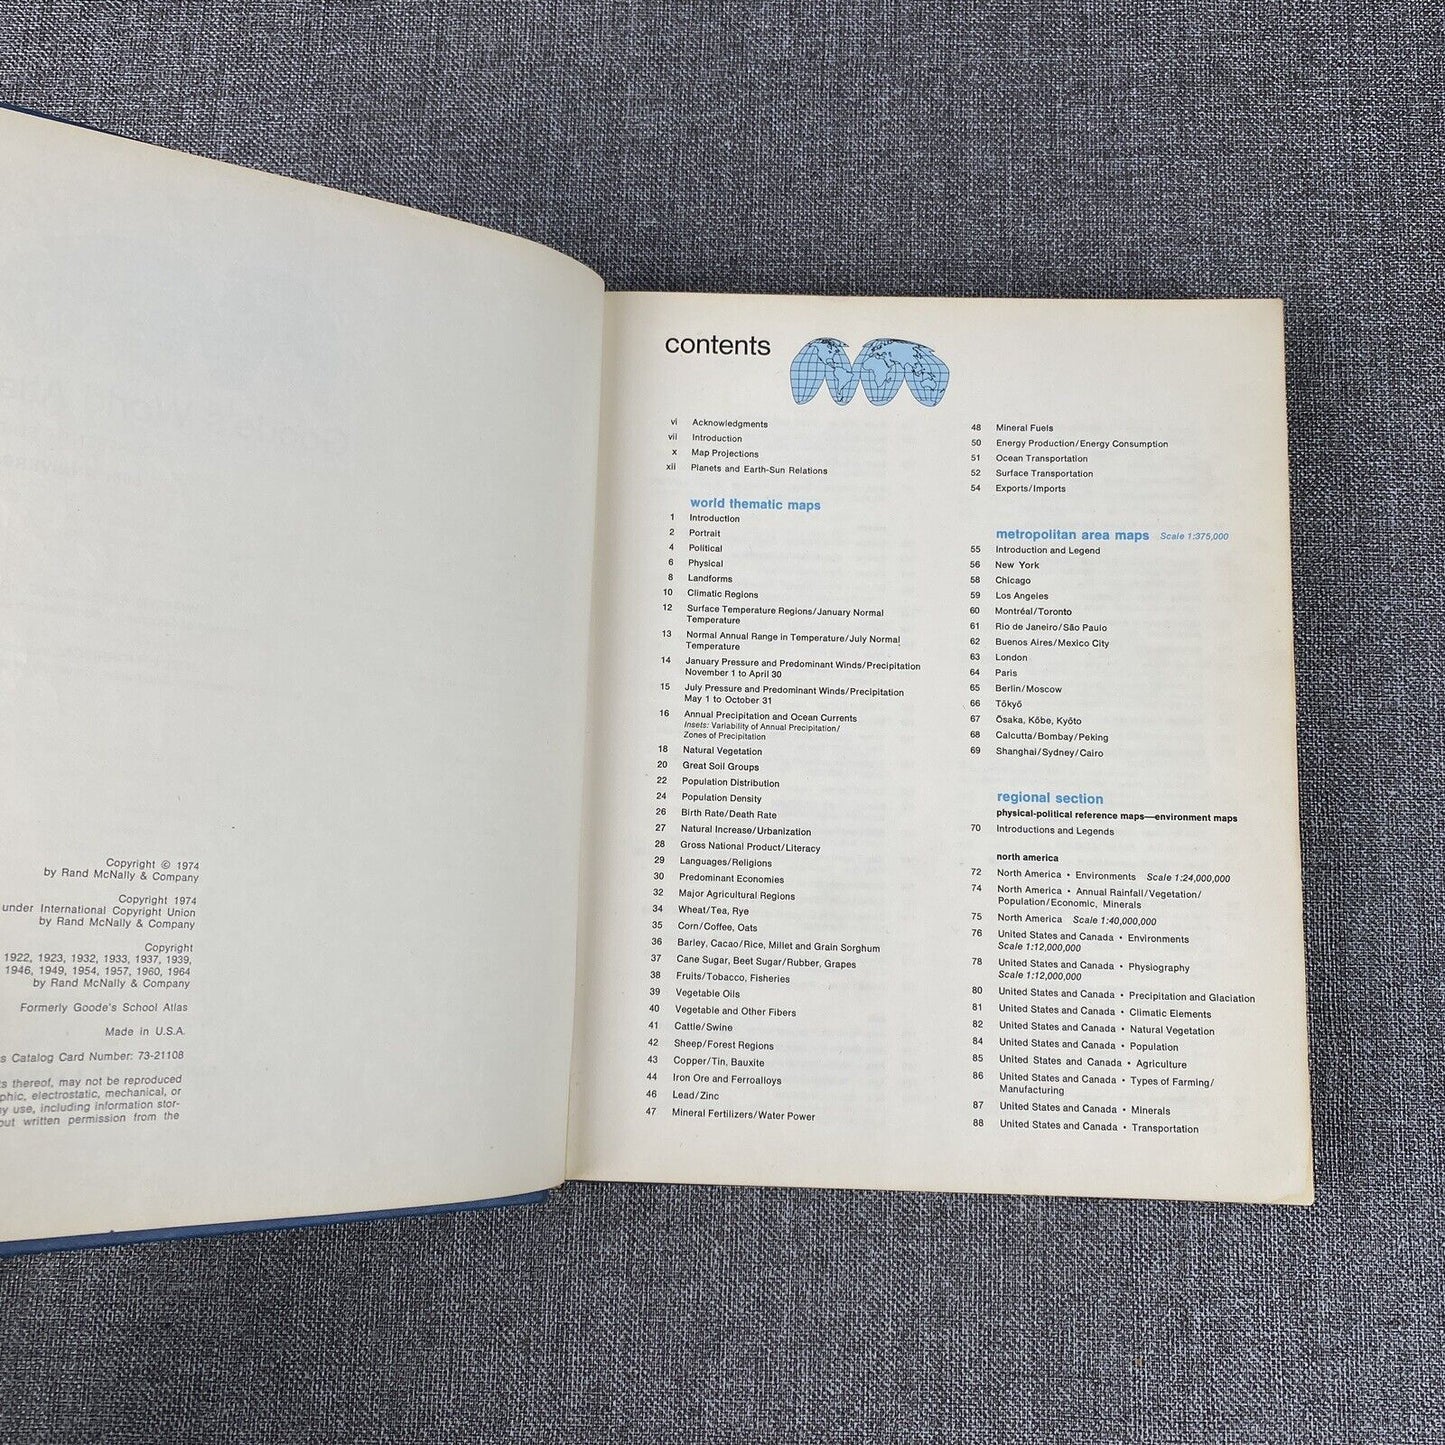 Copyright © 1974
by Rand McNally & Company
Copyright 1974
under International Copyright Union
by Rand McNally & Company
Copyright
1922, 1923, 1932, 1933, 1937, 1939,
1946, 1949, 1954, 1957, 1960, 1964
by Rand McNally & Company
Formerly Goode's School Atlas
Made in U.S.A.
Catalog Card Number: 73-21108
thereof, may not be reproduced
electrostatic, mechanical, or
use, including information stor-
written permission from the
contents
vi Acknowledgments
vii Introduction
x Map Projections
xii Planets and Earth-Sun Relations
world thematic maps
1 Introduction
2 Portrait
4 Political
6 Physical
8 Landforms
10 Climatic Regions
12 Surface Temperature Regions/January Normal
Temperature
13 Normal Annual Range in Temperature/July Normal
Temperature
14 January Pressure and Predominant Winds/Precipitation
November 1 to April 30
15 July Pressure and Predominant Winds/Precipitation
May 1 to October 31
16 Annual Precipitation and Ocean Currents
Insets: Variability of Annual Precipitation/
Zones of Precipitation
18 Natural Vegetation
20 Great Soil Groups
22 Population Distribution
24 Population Density
26 Birth Rate/Death Rate
27 Natural Increase/Urbanization
28 Gross National Product/Literacy
29 Languages/Religions
30 Predominant Economies
32 Major Agricultural Regions
34 Wheat/Tea, Rye
35 Corn/Coffee, Oats
36 Barley, Cacao/Rice, Millet and Grain Sorghum
37 Cane Sugar, Beet Sugar/Rubber, Grapes
38 Fruits/Tobacco, Fisheries
39 Vegetable Oils
40 Vegetable and Other Fibers
41 Cattle/Swine
42 Sheep/Forest Regions
43 Copper/Tin, Bauxite
44 Iron Ore and Ferroalloys
46 Lead/Zinc
47 Mineral Fertilizers/Water Power
48 Mineral Fuels
50 Energy Production/Energy Consumption
51 Ocean Transportation
52 Surface Transportation
54 Exports/Imports
metropolitan area maps Scale 1:375,000
55 Introduction and Legend
56 New York
58 Chicago
59 Los Angeles
60 Montréal/Toronto
61 Rio de Janeiro/São Paulo
62 Buenos Aires/Mexico City
63 London
64 Paris
65 Berlin/Moscow
66 Tōkyō
67 Ōsaka, Kōbe, Kyōto
68 Calcutta/Bombay/Peking
69 Shanghai/Sydney/Cairo
regional section
physical-political reference maps—environment maps
70 Introductions and Legends
north america
72 North America • Environments Scale 1:24,000,000
74 North America • Annual Rainfall/Vegetation/
Population/Economic, Minerals
75 North America Scale 1:40,000,000
76 United States and Canada • Environments
Scale 1:12,000,000
78 United States and Canada • Physiography
Scale 1:12,000,000
80 United States and Canada • Precipitation and Glaciation
81 United States and Canada • Climatic Elements
82 United States and Canada • Natural Vegetation
84 United States and Canada • Population
85 United States and Canada • Agriculture
86 United States and Canada • Types of Farming/
Manufacturing
87 United States and Canada • Minerals
88 United States and Canada • Transportation